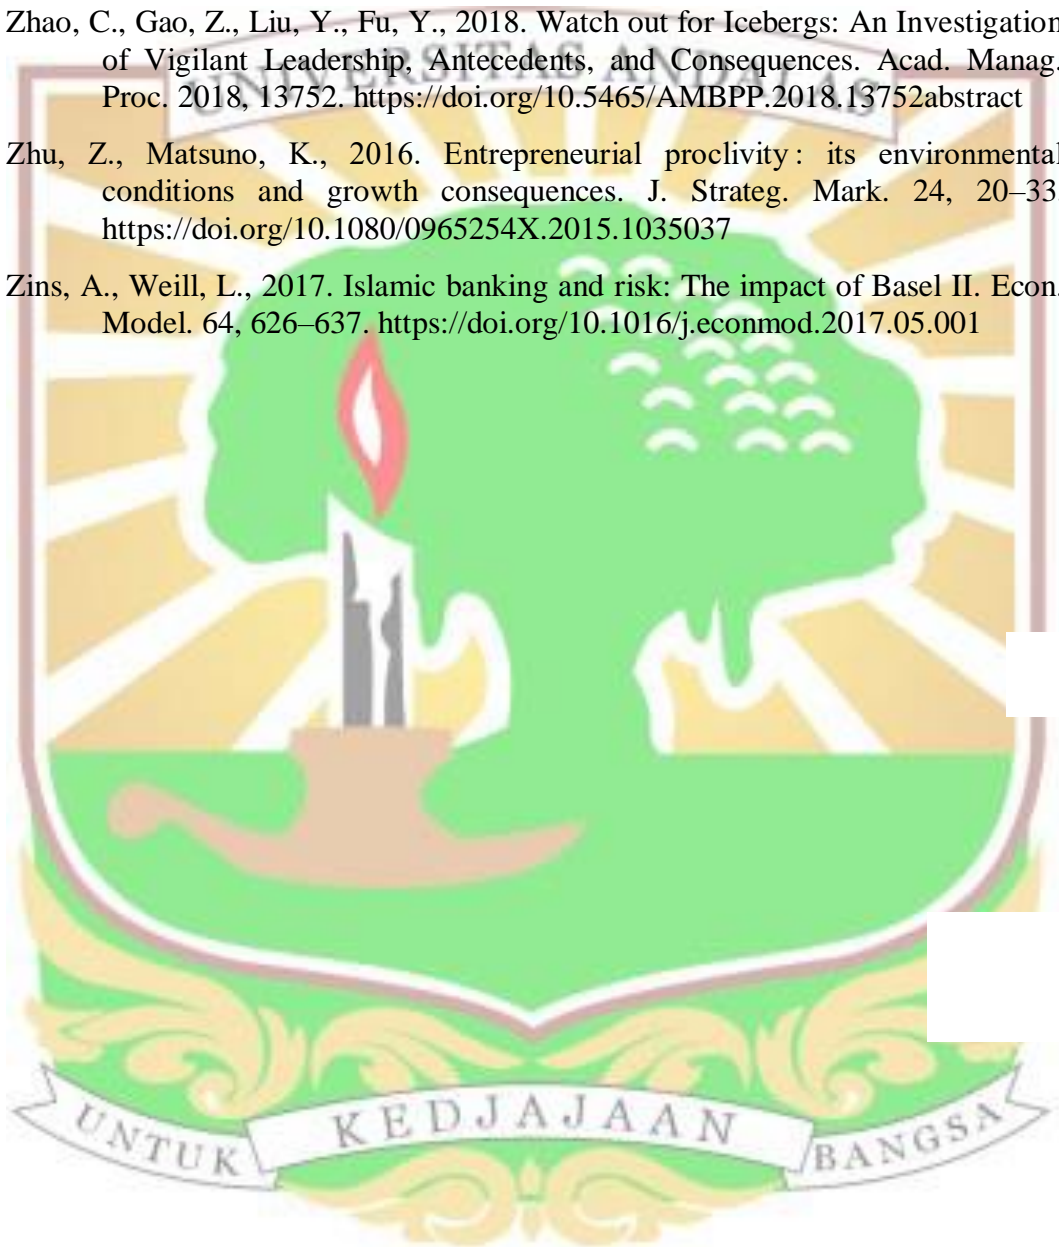 Zhao, C., Gao, Z., Liu, Y., Fu, Y., 2018. Watch out for Icebergs: An Investigation
of Vigilant Leadership, Antecedents, and Consequences. Acad. Manag.
Proc. 2018, 13752. https://doi.org/10.5465/AMBPP.2018.13752abstract
UNIVERSITAS ANDALAS
Zhu, Z., Matsuno, K., 2016. Entrepreneurial proclivity : its environmental
conditions and growth consequences. J. Strateg. Mark. 24, 20–33.
https://doi.org/10.1080/0965254X.2015.1035037
Zins, A., Weill, L., 2017. Islamic banking and risk: The impact of Basel II. Econ.
Model. 64, 626–637. https://doi.org/10.1016/j.econmod.2017.05.001
UNTUK KEDJAJAAN BANGSA